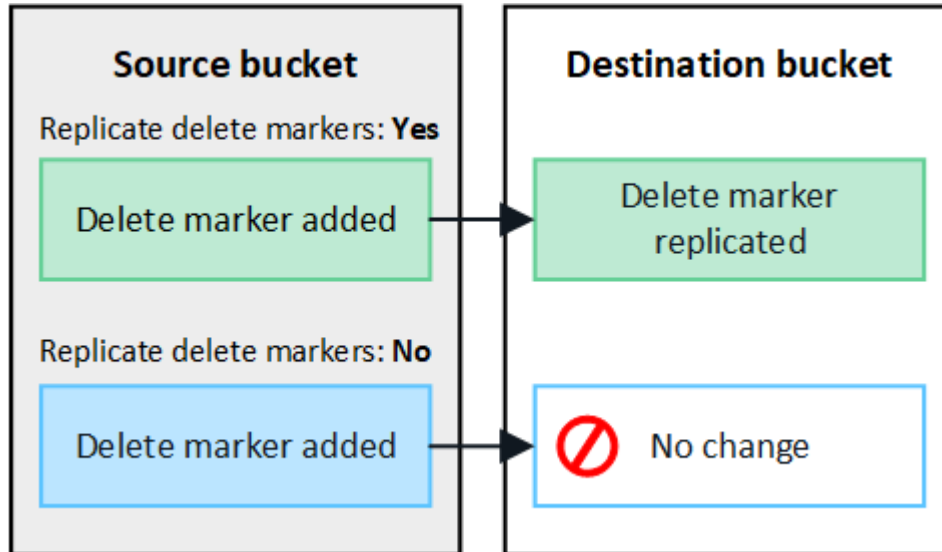 Source bucket
Destination bucket
Replicate delete markers: Yes
Delete marker added
Delete marker
replicated
Replicate delete markers: No
Delete marker added
No change